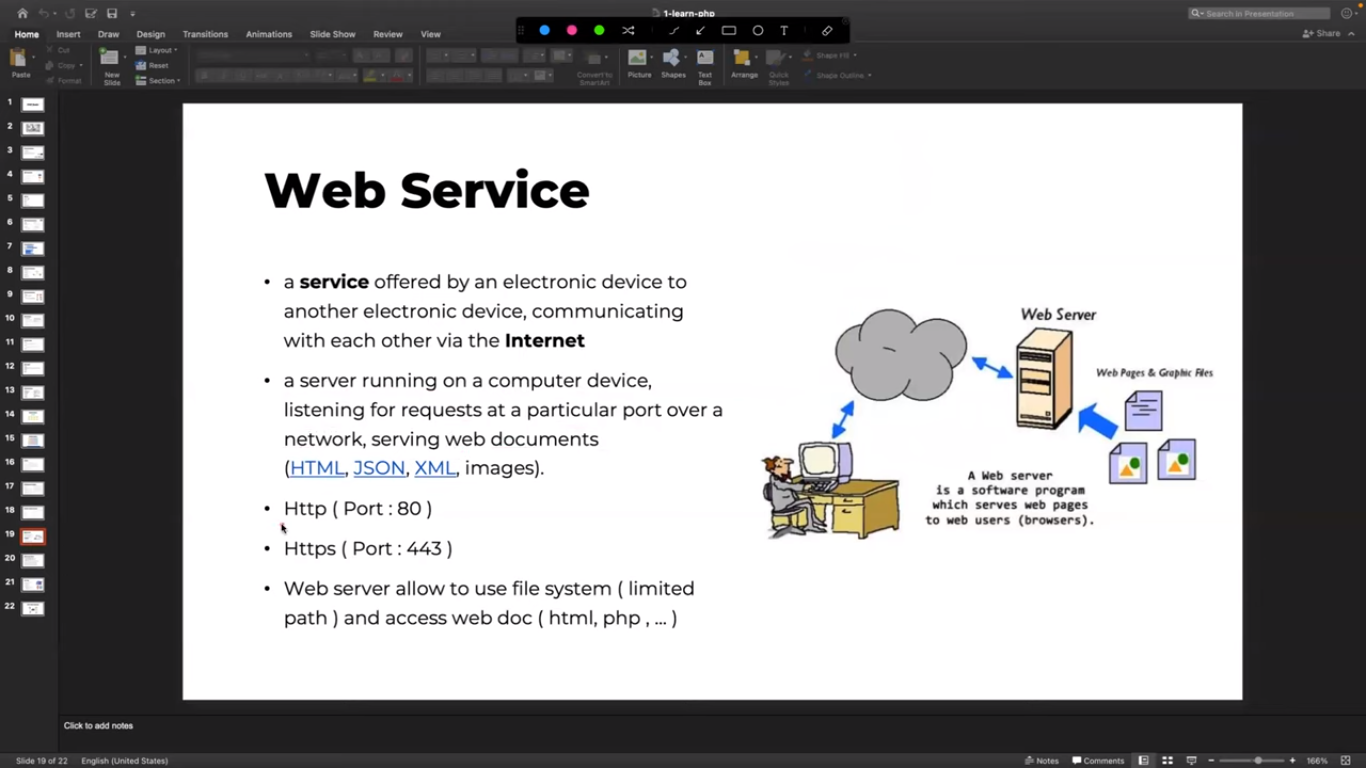 1-learn-php
Search in Presentation
Home Insert Draw Design Transitions Animations Slide Show Review View
Share
Paste
Cut
Copy
Format
New Slide
Layout
Reset
Section
Convert to SmartArt
Picture
Shapes
Text Box
Arrange
Quick Styles
Shape Fill
Shape Outline
T
1
2
3
4
5
6
7
8
9
10
11
12
13
14
15
16
17
18
19
20
21
22
Web Service
• a service offered by an electronic device to
another electronic device, communicating
with each other via the Internet
• a server running on a computer device,
listening for requests at a particular port over a
network, serving web documents
(HTML, JSON, XML, images).
• Http ( Port : 80 )
• Https ( Port : 443 )
• Web server allow to use file system ( limited
path ) and access web doc ( html, php , ... )
Web Server
Web Pages & Graphic Files
A Web server
is a software program
which serves web pages
to web users (browsers).
Click to add notes
Slide 19 of 22 English (United States)
Notes Comments 166%